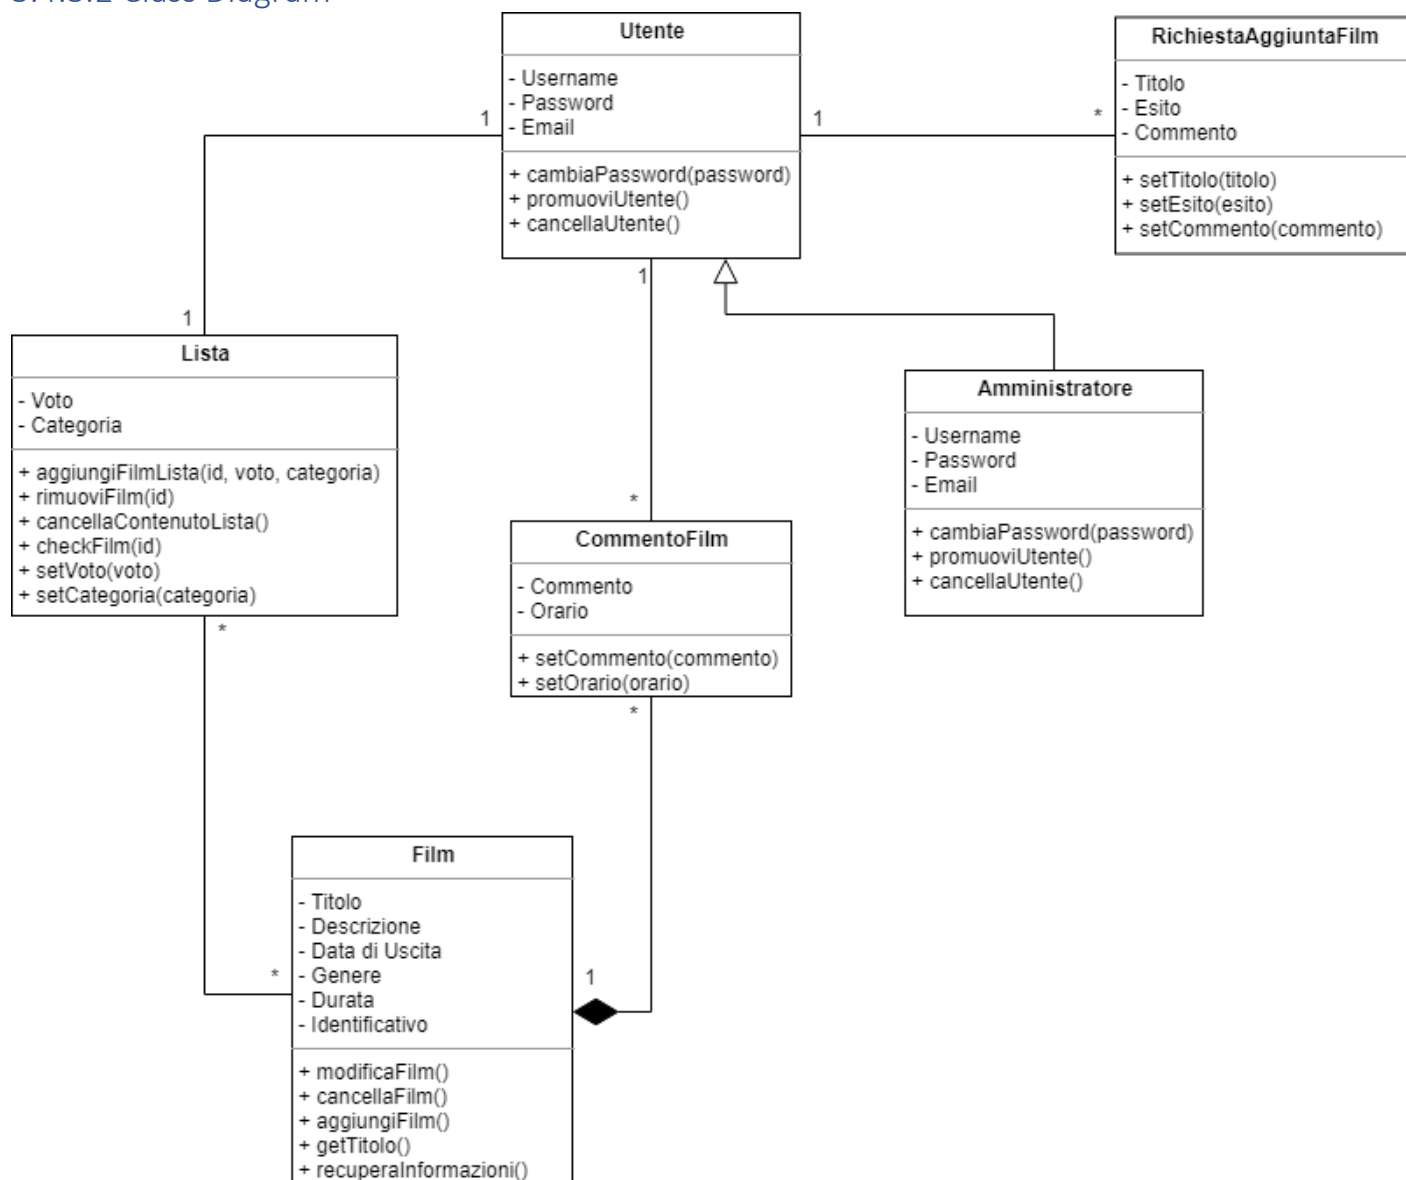 Utente
- Username
- Password
- Email
+ cambiaPassword(password)
+ promuoviUtente()
+ cancellaUtente()
RichiestaAggiuntaFilm
- Titolo
- Esito
- Commento
+ setTitolo(titolo)
+ setEsito(esito)
+ setCommento(commento)
1
1
*
1
1
Lista
- Voto
- Categoria
+ aggiungiFilmLista(id, voto, categoria)
+ rimuoviFilm(id)
+ cancellaContenutoLista()
+ checkFilm(id)
+ setVoto(voto)
+ setCategoria(categoria)
*
Amministratore
- Username
- Password
- Email
+ cambiaPassword(password)
+ promuoviUtente()
+ cancellaUtente()
*
CommentoFilm
- Commento
- Orario
+ setCommento(commento)
+ setOrario(orario)
*
Film
- Titolo
- Descrizione
- Data di Uscita
- Genere
- Durata
- Identificativo
+ modificaFilm()
+ cancellaFilm()
+ aggiungiFilm()
+ getTitolo()
+ recuperaInformazioni()
*
1